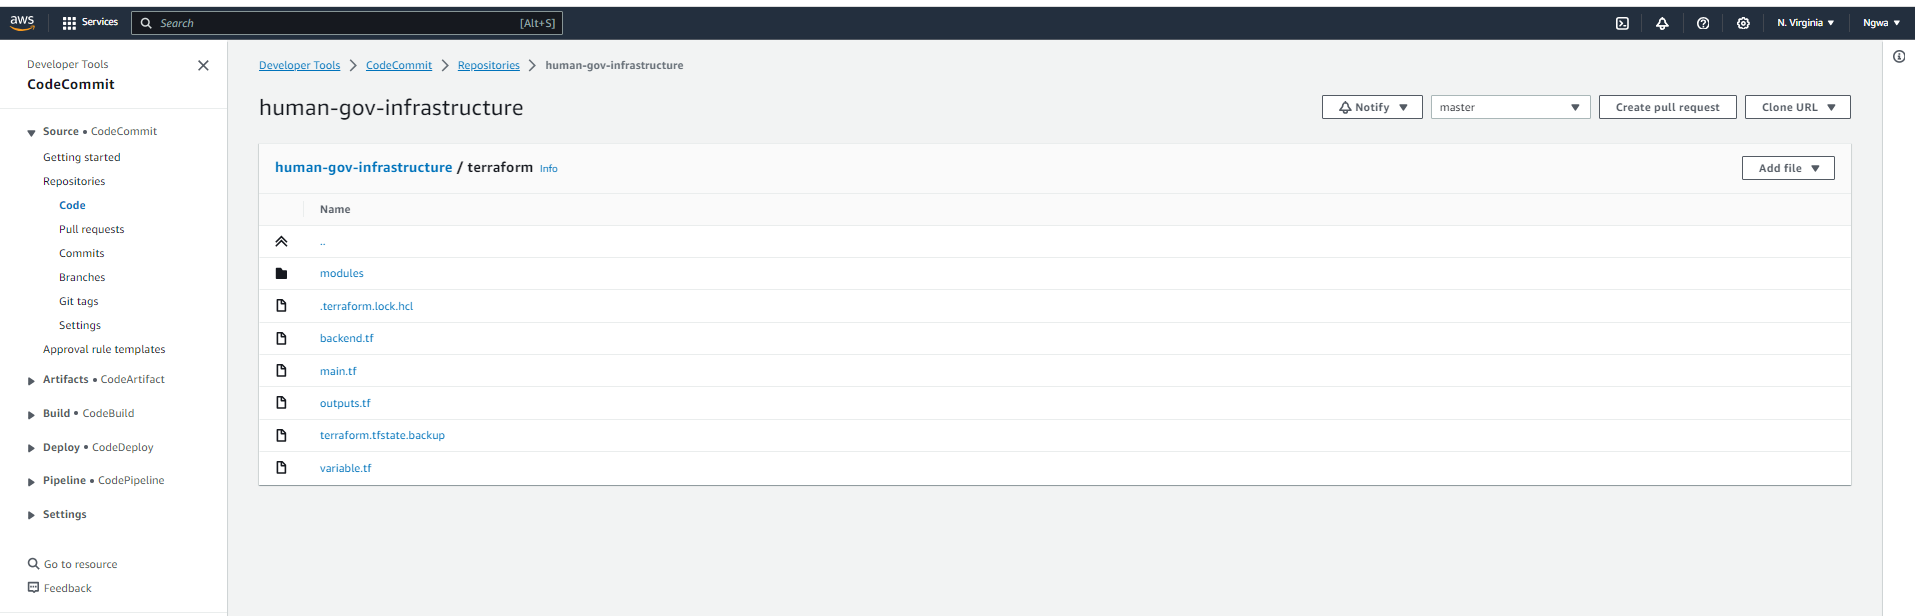 aws Services Search [Alt+S] N. Virginia Ngwa
Developer Tools
CodeCommit
Source • CodeCommit
Getting started
Repositories
Code
Pull requests
Commits
Branches
Git tags
Settings
Approval rule templates
Artifacts • CodeArtifact
Build • CodeBuild
Deploy • CodeDeploy
Pipeline • CodePipeline
Settings
Go to resource
Feedback
Developer Tools > CodeCommit > Repositories > human-gov-infrastructure
human-gov-infrastructure
Notify master Create pull request Clone URL
human-gov-infrastructure / terraform Info
Add file
Name
..
modules
.terraform.lock.hcl
backend.tf
main.tf
outputs.tf
terraform.tfstate.backup
variable.tf